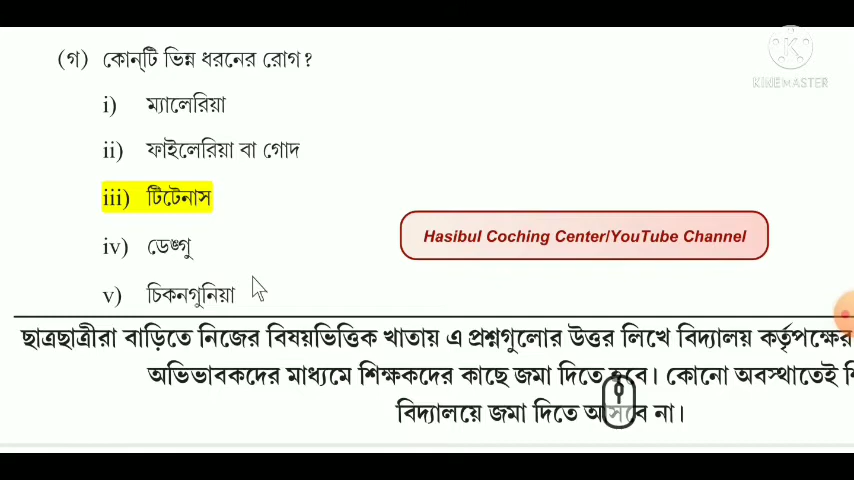 (গ) কোন্‌টি ভিন্ন ধরনের রোগ?
KINEMASTER
i) ম্যালেরিয়া
ii) ফাইলেরিয়া বা গোদ
iii) টিটেনাস
Hasibul Coching Center/YouTube Channel
iv) ডেঙ্গু
v) চিকনগুনিয়া
ছাত্রছাত্রীরা বাড়িতে নিজের বিষয়ভিত্তিক খাতায় এ প্রশ্নগুলোর উত্তর লিখে বিদ্যালয় কর্তৃপক্ষের
অভিভাবকদের মাধ্যমে শিক্ষকদের কাছে জমা দিতে হবে। কোনো অবস্থাতেই
বিদ্যালয়ে জমা দিতে আসবে না।